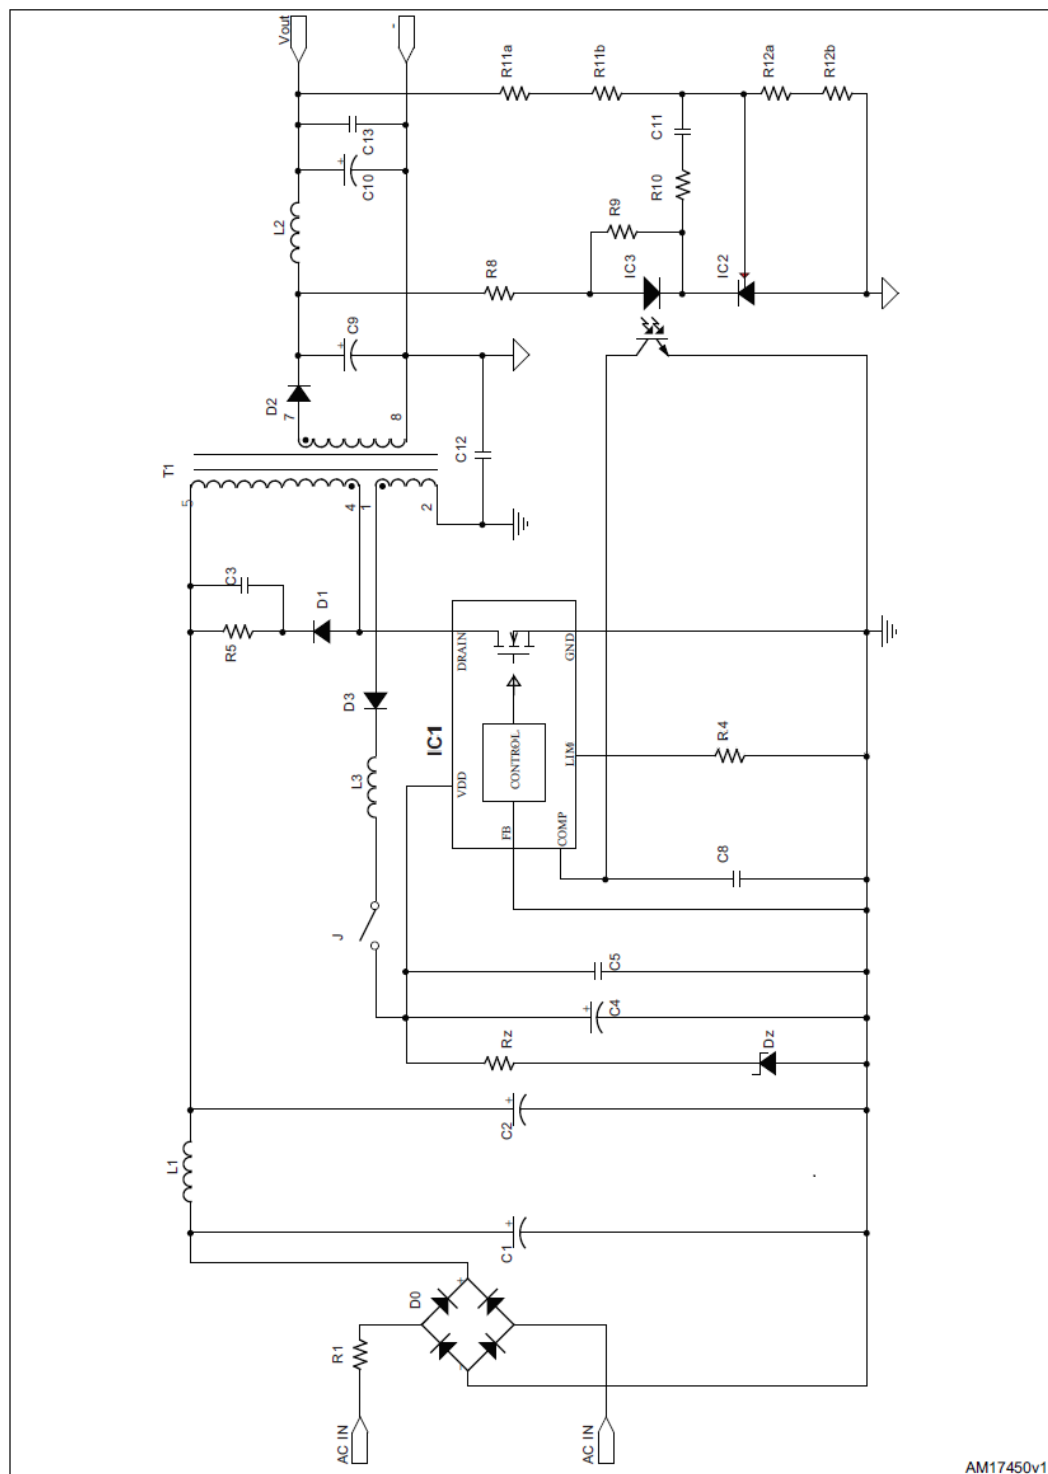 Vout
-
R11a
R11b
R12a
R12b
C13
+
C10
C11
R10
L2
R9
R8
IC3
IC2
+
C9
D2
7
8
C12
T1
5
4
1
2
C3
D1
R5
DRAIN
GND
D3
IC1
CONTROL
LIM
R4
VDD
L3
FB
COMP
C8
J
C5
+
C4
Rz
Dz
+
C2
L1
+
C1
D0
+
-
R1
AC IN
AC IN
AM17450v1